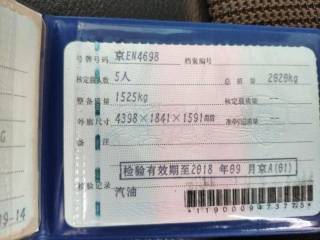 号牌号码 京EN4698 档案编号
核定载人数 5人 总质量 2020kg
整备质量 1525kg 核定载质量 --
外廓尺寸 4398×1841×1591mm 准牵引总质量 --
备注
检验有效期至2018年09月京A(01)
检验记录
汽油
G
09-14